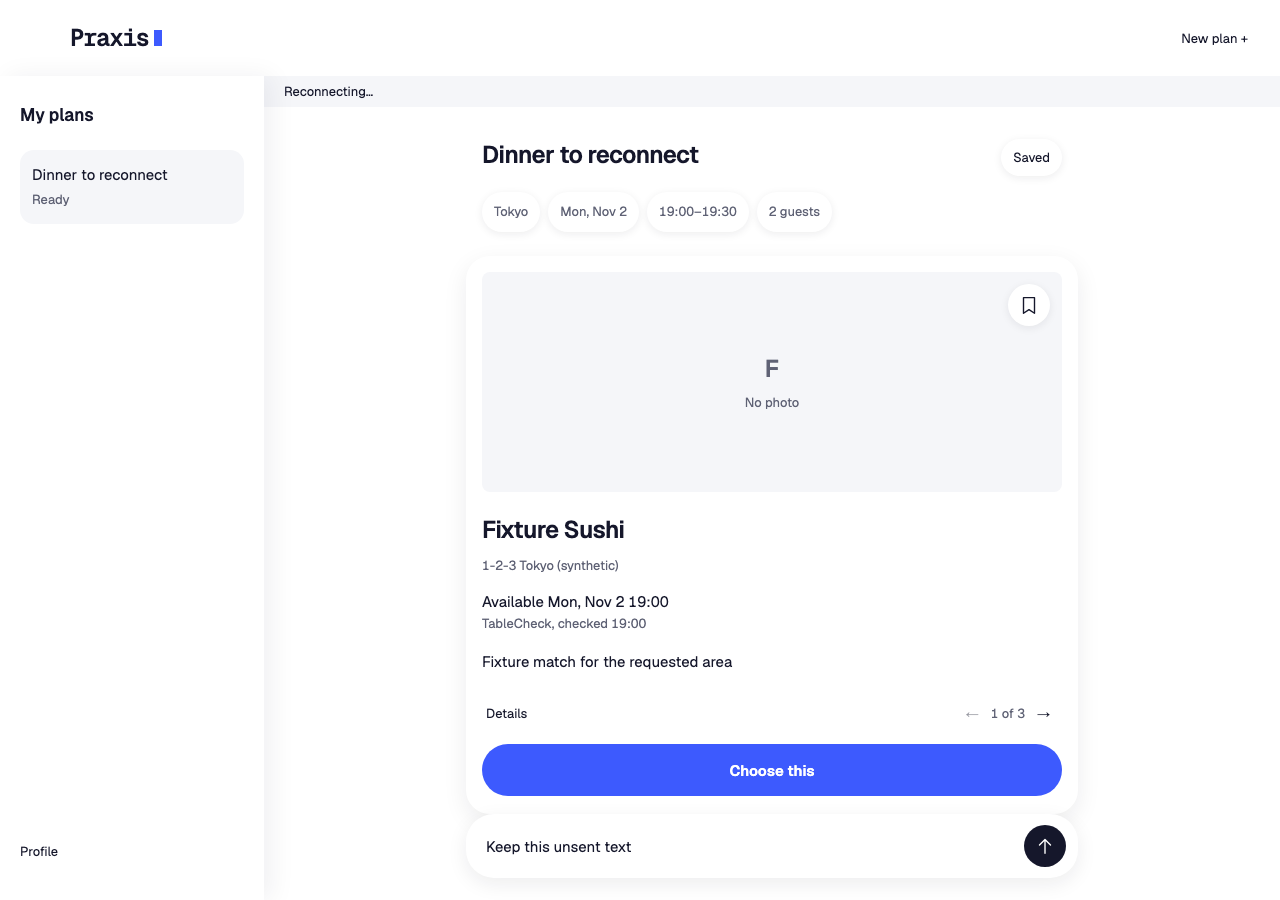 Praxis
New plan +
My plans
Dinner to reconnect
Ready
Profile
Reconnecting…
Dinner to reconnect
Saved
Tokyo
Mon, Nov 2
19:00–19:30
2 guests
F
No photo
Fixture Sushi
1-2-3 Tokyo (synthetic)
Available Mon, Nov 2 19:00
TableCheck, checked 19:00
Fixture match for the requested area
Details
← 1 of 3 →
Choose this
Keep this unsent text